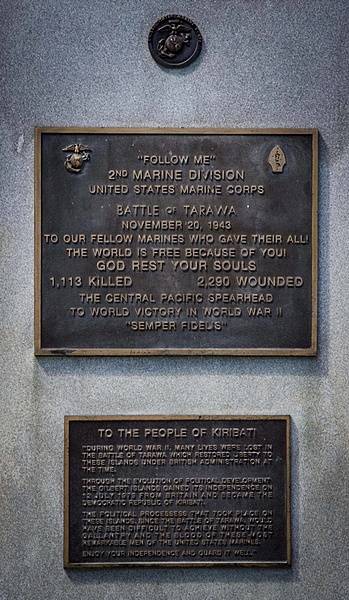 "FOLLOW ME"
2ND MARINE DIVISION
UNITED STATES MARINE CORPS
BATTLE OF TARAWA
NOVEMBER 20, 1943
TO OUR FELLOW MARINES WHO GAVE THEIR ALL!
THE WORLD IS FREE BECAUSE OF YOU!
GOD REST YOUR SOULS
1,113 KILLED 2,290 WOUNDED
THE CENTRAL PACIFIC SPEARHEAD
TO WORLD VICTORY IN WORLD WAR II
"SEMPER FIDELIS"
TO THE PEOPLE OF KIRIBATI
"DURING WORLD WAR II, MANY LIVES WERE LOST IN
THE BATTLE OF TARAWA WHICH RESTORED LIBERTY TO
THESE ISLANDS UNDER BRITISH ADMINISTRATION AT
THE TIME.
THROUGH THE EVOLUTION OF POLITICAL DEVELOPMENT,
THE GILBERT ISLANDS GAINED ITS INDEPENDENCE ON
12 JULY 1979 FROM BRITAIN AND BECAME THE
DEMOCRATIC REPUBLIC OF KIRIBATI.
THE POLITICAL PROCESSESS THAT TOOK PLACE ON
THESE ISLANDS, SINCE THE BATTLE OF TARAWA, WOULD
HAVE BEEN DIFFICULT TO ACHIEVE WITHOUT THE
GALLANTRY AND THE BLOOD OF THESE MOST
REMARKABLE MEN OF THE UNITED STATES MARINES.
ENJOY YOUR INDEPENDENCE AND GUARD IT WELL!"